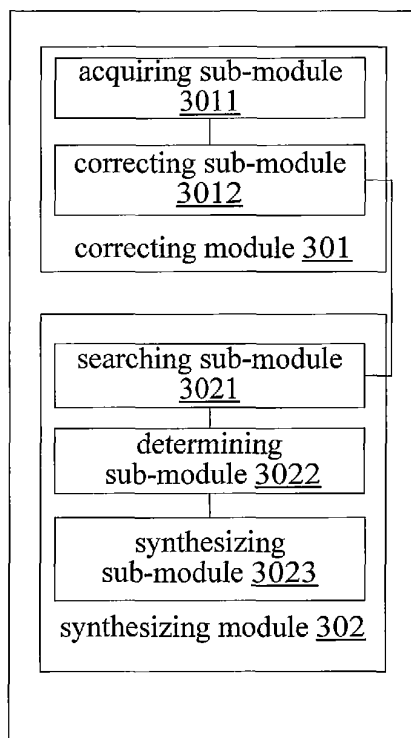 acquiring sub-module
3011
correcting sub-module
3012
correcting module 301
searching sub-module
3021
determining
sub-module 3022
synthesizing
sub-module 3023
synthesizing module 302